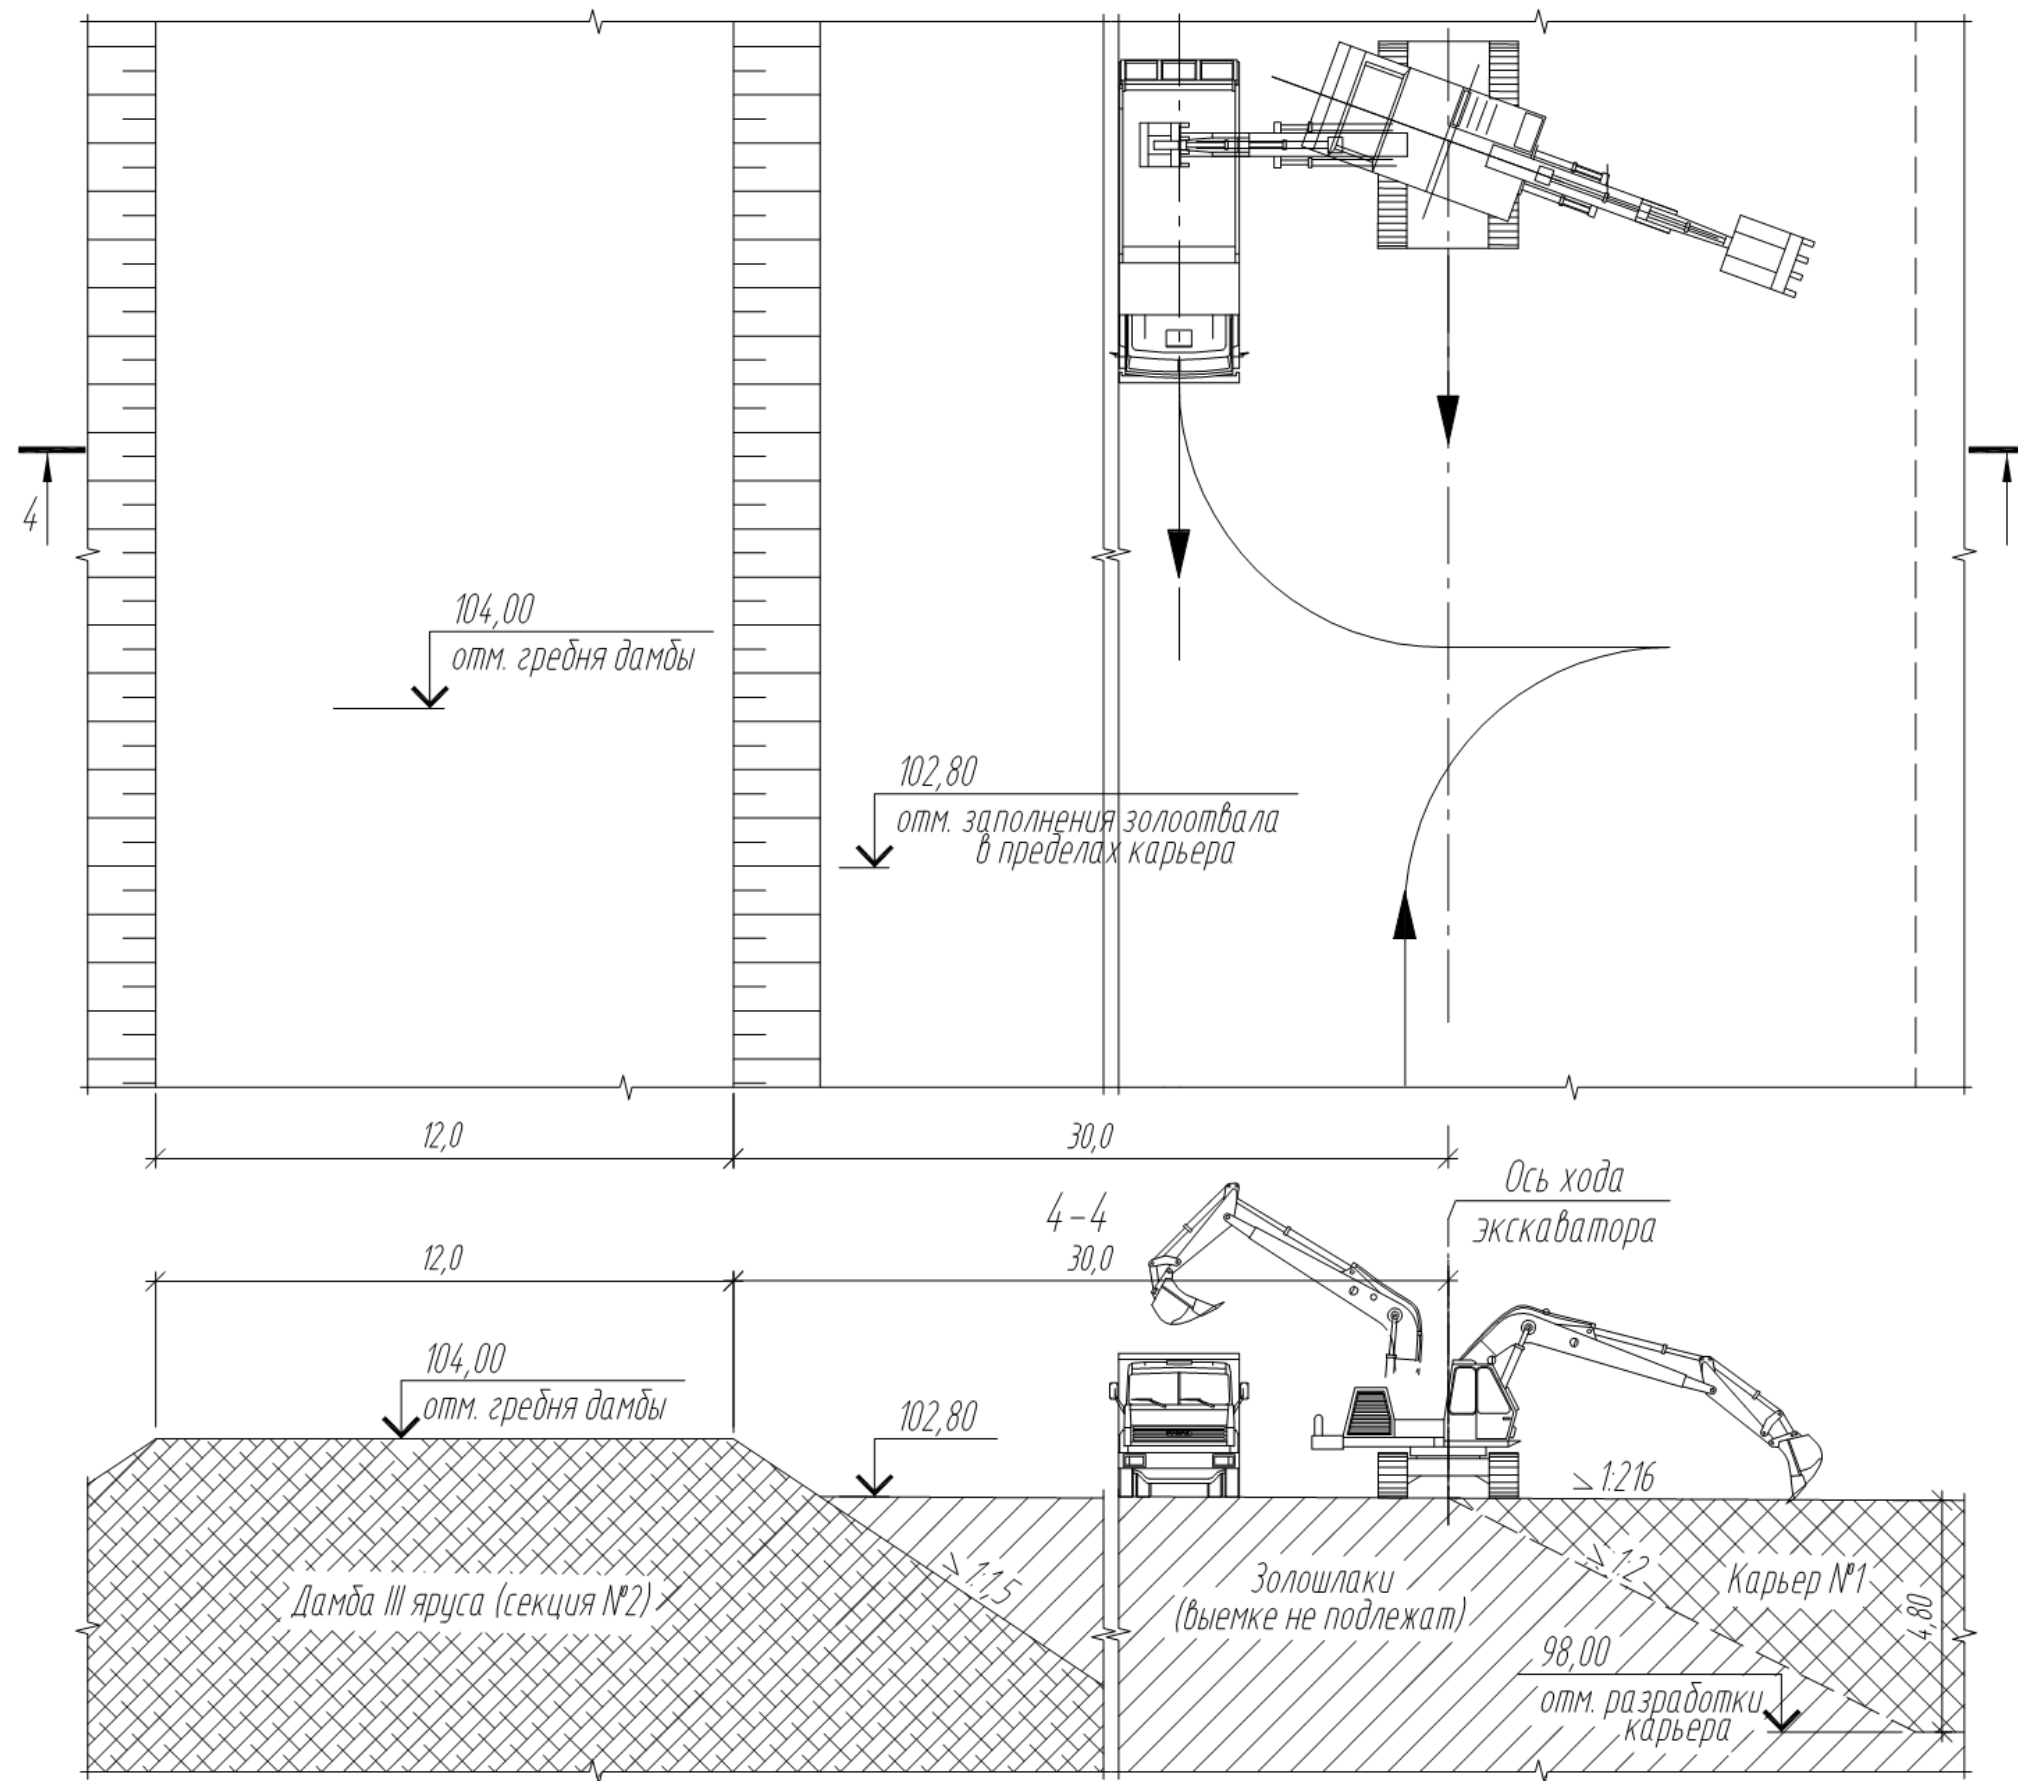 4
104,00
отм. гребня дамбы
102,80
отм. заполнения золоотвала
в пределах карьера
12,0
30,0
Ось хода
экскаватора
4-4
12,0
30,0
104,00
отм. гребня дамбы
102,80
1:216
1:1,5
1:2
Дамба III яруса (секция №2)
Золошлаки
(выемке не подлежат)
Карьер №1
4,80
98,00
отм. разработки
карьера